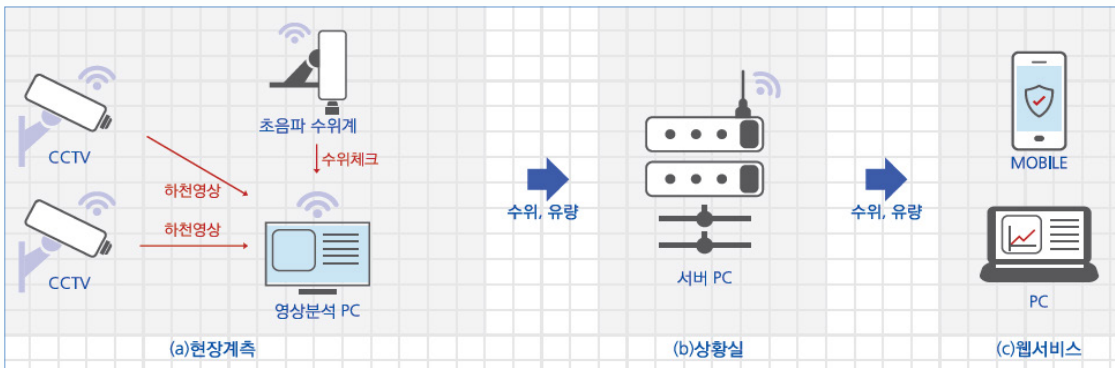 초음파 수위계
CCTV
수위체크
하천영상
하천영상
CCTV
영상분석 PC
(a)현장계측
수위, 유량
서버 PC
(b)상황실
수위, 유량
MOBILE
PC
(c)웹서비스